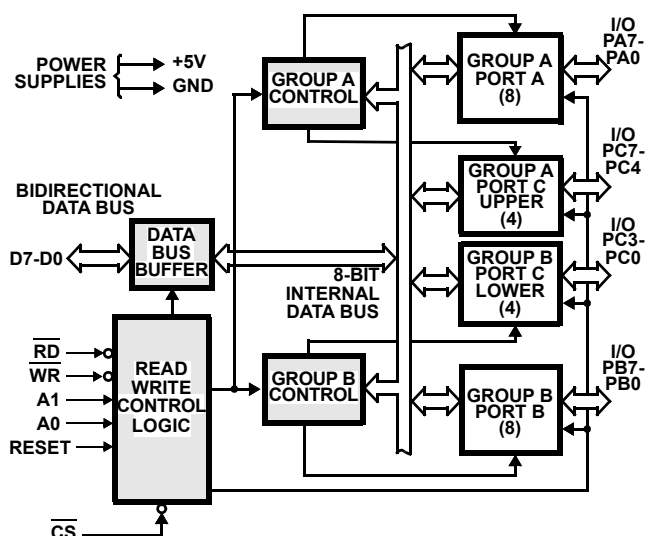 POWER
SUPPLIES
+5V
GND
GROUP A
CONTROL
GROUP A
PORT A
(8)
I/O
PA7-
PA0
GROUP A
PORT C
UPPER
(4)
I/O
PC7-
PC4
BIDIRECTIONAL
DATA BUS
D7-D0
DATA
BUS
BUFFER
8-BIT
INTERNAL
DATA BUS
GROUP B
PORT C
LOWER
(4)
I/O
PC3-
PC0
RD
WR
A1
A0
RESET
READ
WRITE
CONTROL
LOGIC
GROUP B
CONTROL
GROUP B
PORT B
(8)
I/O
PB7-
PB0
CS